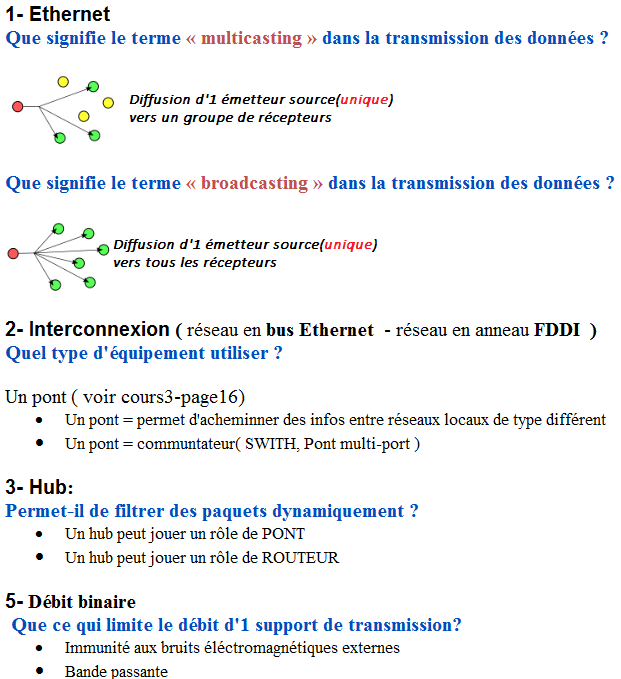 1- Ethernet
Que signifie le terme « multicasting » dans la transmission des données ?
Diffusion d'1 émetteur source(unique)
vers un groupe de récepteurs
Que signifie le terme « broadcasting » dans la transmission des données ?
Diffusion d'1 émetteur source(unique)
vers tous les récepteurs
2- Interconnexion ( réseau en bus Ethernet - réseau en anneau FDDI )
Quel type d'équipement utiliser ?
Un pont ( voir cours3-page16)
• Un pont = permet d'acheminner des infos entre réseaux locaux de type différent
• Un pont = communtateur( SWITH, Pont multi-port )
3- Hub:
Permet-il de filtrer des paquets dynamiquement ?
• Un hub peut jouer un rôle de PONT
• Un hub peut jouer un rôle de ROUTEUR
5- Débit binaire
Que ce qui limite le débit d'1 support de transmission?
• Immunité aux bruits éléctromagnétiques externes
• Bande passante